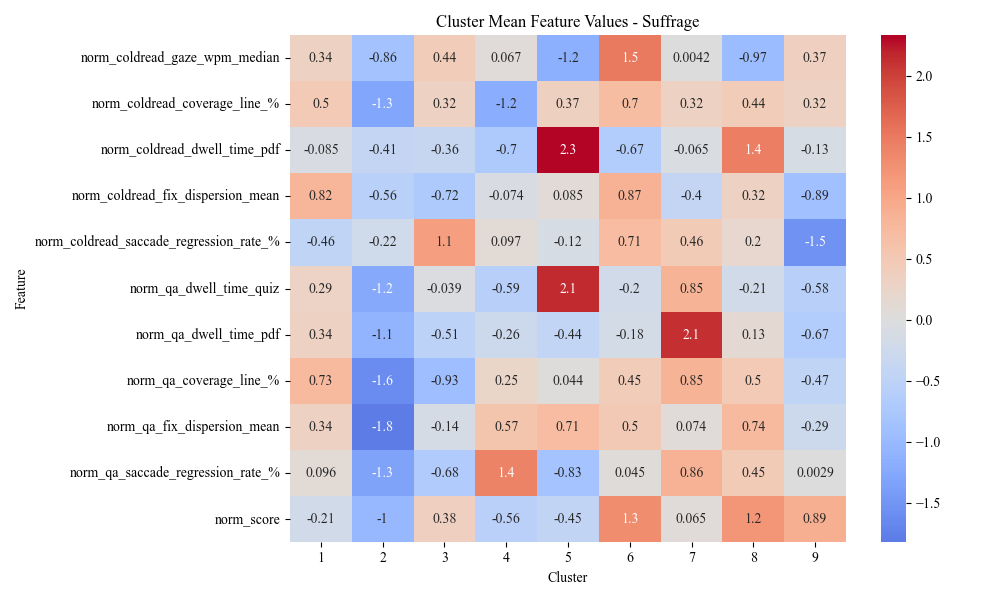 Cluster Mean Feature Values - Suffrage
norm_coldread_gaze_wpm_median 0.34 -0.86 0.44 0.067 -1.2 1.5 0.0042 -0.97 0.37
norm_coldread_coverage_line_% 0.5 -1.3 0.32 -1.2 0.37 0.7 0.32 0.44 0.32
norm_coldread_dwell_time_pdf -0.085 -0.41 -0.36 -0.7 2.3 -0.67 -0.065 1.4 -0.13
norm_coldread_fix_dispersion_mean 0.82 -0.56 -0.72 -0.074 0.085 0.87 -0.4 0.32 -0.89
norm_coldread_saccade_regression_rate_% -0.46 -0.22 1.1 0.097 -0.12 0.71 0.46 0.2 -1.5
norm_qa_dwell_time_quiz 0.29 -1.2 -0.039 -0.59 2.1 -0.2 0.85 -0.21 -0.58
norm_qa_dwell_time_pdf 0.34 -1.1 -0.51 -0.26 -0.44 -0.18 2.1 0.13 -0.67
norm_qa_coverage_line_% 0.73 -1.6 -0.93 0.25 0.044 0.45 0.85 0.5 -0.47
norm_qa_fix_dispersion_mean 0.34 -1.8 -0.14 0.57 0.71 0.5 0.074 0.74 -0.29
norm_qa_saccade_regression_rate_% 0.096 -1.3 -0.68 1.4 -0.83 0.045 0.86 0.45 0.0029
norm_score -0.21 -1 0.38 -0.56 -0.45 1.3 0.065 1.2 0.89
1 2 3 4 5 6 7 8 9
Cluster
Feature
2.0
1.5
1.0
0.5
0.0
−0.5
−1.0
−1.5